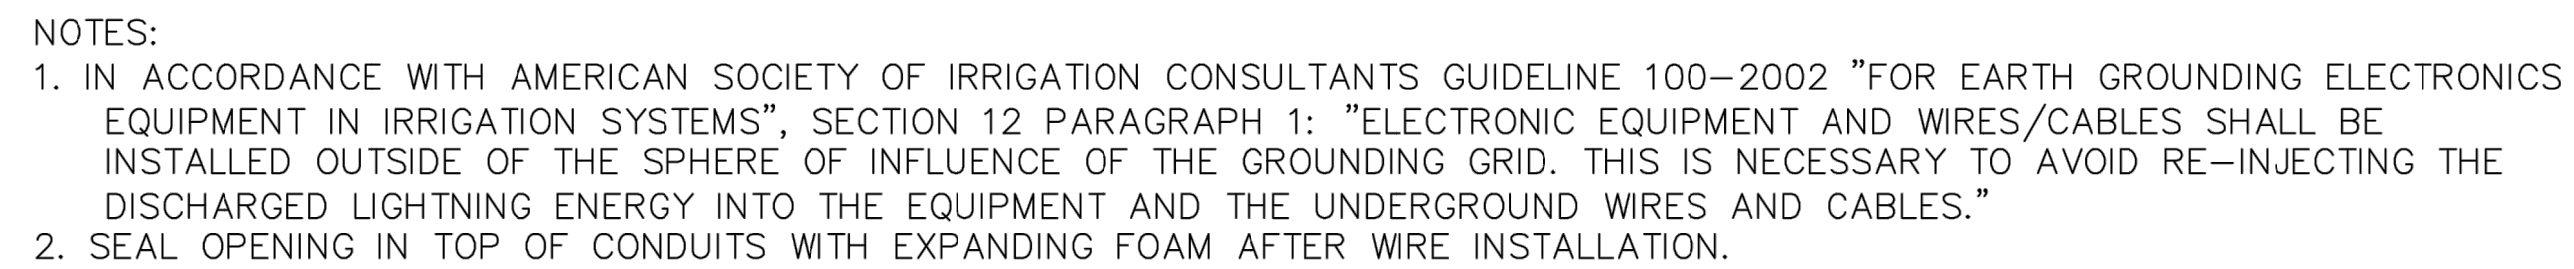 NOTES:
1. IN ACCORDANCE WITH AMERICAN SOCIETY OF IRRIGATION CONSULTANTS GUIDELINE 100-2002 "FOR EARTH GROUNDING ELECTRONICS
EQUIPMENT IN IRRIGATION SYSTEMS", SECTION 12 PARAGRAPH 1: "ELECTRONIC EQUIPMENT AND WIRES/CABLES SHALL BE
INSTALLED OUTSIDE OF THE SPHERE OF INFLUENCE OF THE GROUNDING GRID. THIS IS NECESSARY TO AVOID RE-INJECTING THE
DISCHARGED LIGHTNING ENERGY INTO THE EQUIPMENT AND THE UNDERGROUND WIRES AND CABLES."
2. SEAL OPENING IN TOP OF CONDUITS WITH EXPANDING FOAM AFTER WIRE INSTALLATION.